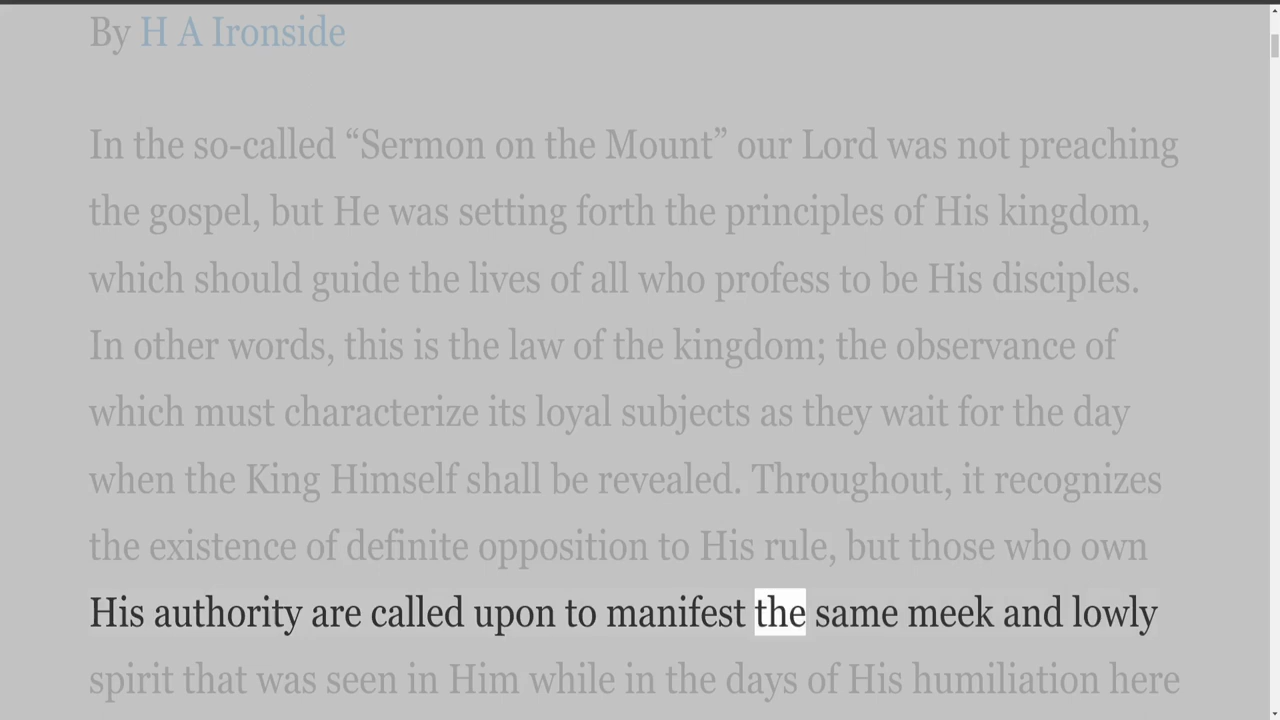 By H A Ironside
In the so-called “Sermon on the Mount” our Lord was not preaching
the gospel, but He was setting forth the principles of His kingdom,
which should guide the lives of all who profess to be His disciples.
In other words, this is the law of the kingdom; the observance of
which must characterize its loyal subjects as they wait for the day
when the King Himself shall be revealed. Throughout, it recognizes
the existence of definite opposition to His rule, but those who own
His authority are called upon to manifest the same meek and lowly
spirit that was seen in Him while in the days of His humiliation here